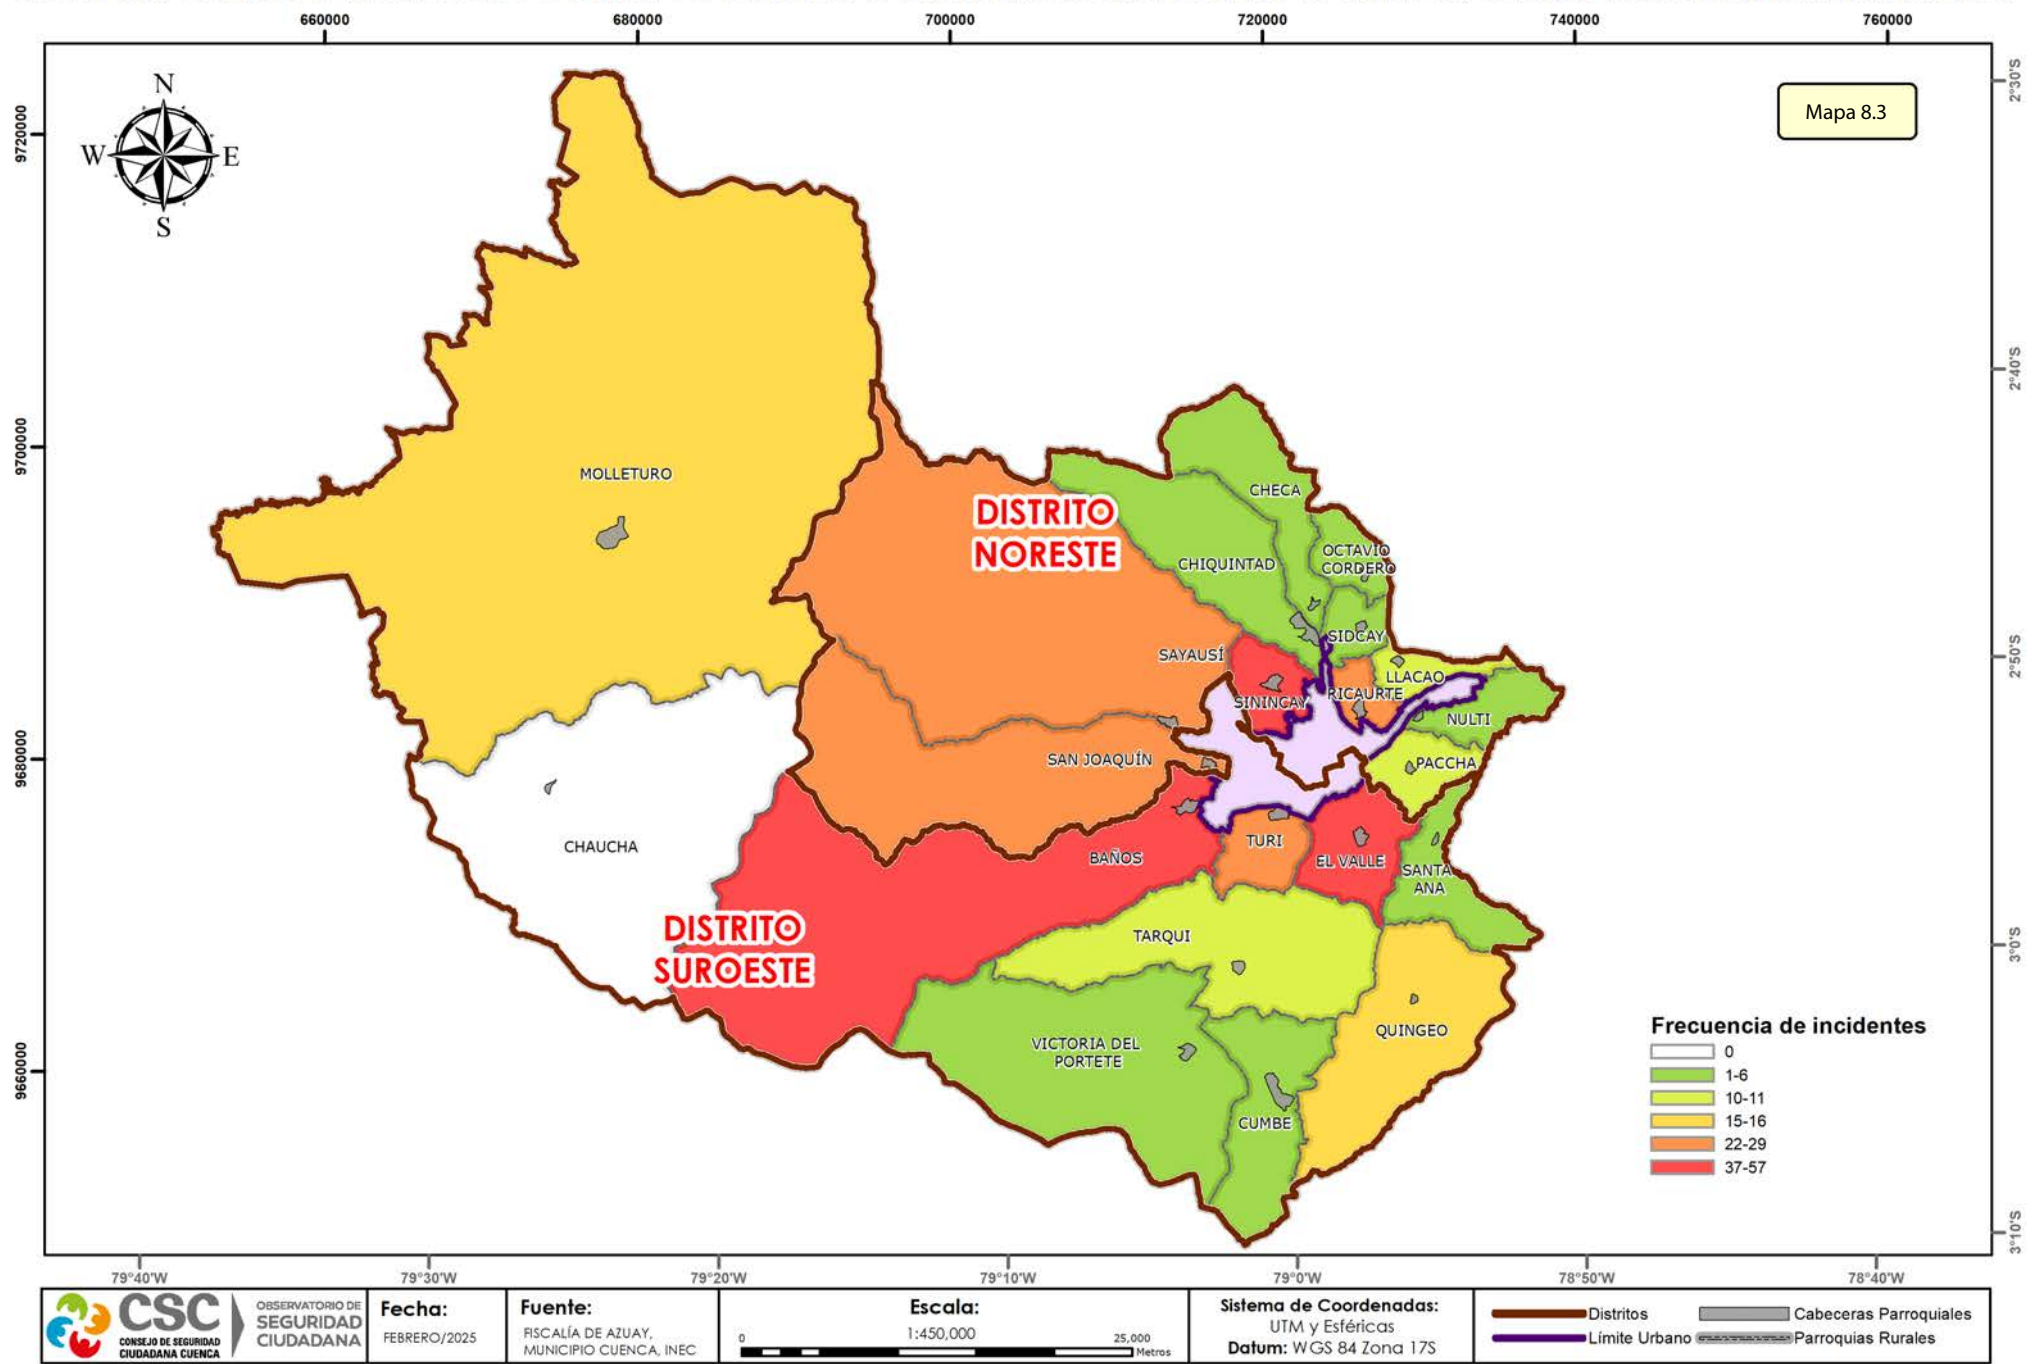 660000
680000
700000
720000
740000
760000
N
W E
S
Mapa 8.3
9720000
9700000
9680000
9660000
2°30'S
2°40'S
2°50'S
3°0'S
3°10'S
MOLLETURO
DISTRITO
NORESTE
CHECA
CHIQUINTAD
OCTAVIO
CORDERO
SIDCAY
SAYAUSÍ
LLACAO
RICAURTE
SININCAY
NULTI
SAN JOAQUÍN
PACCHA
CHAUCHA
TURI
BAÑOS
EL VALLE
SANTA
ANA
DISTRITO
SUROESTE
TARQUI
QUINGEO
VICTORIA DEL
PORTETE
CUMBE
Frecuencia de incidentes
0
1-6
10-11
15-16
22-29
37-57
79°40'W
79°30'W
79°20'W
79°10'W
79°0'W
78°50'W
78°40'W
CSC
CONSEJO DE SEGURIDAD
CIUDADANA CUENCA
OBSERVATORIO DE
SEGURIDAD
CIUDADANA
Fecha:
FEBRERO/2025
Fuente:
FISCALÍA DE AZUAY,
MUNICIPIO CUENCA, INEC
Escala:
1:450,000
0 25,000
Metros
Sistema de Coordenadas:
UTM y Esféricas
Datum: WGS 84 Zona 17S
Distritos
Límite Urbano
Cabeceras Parroquiales
Parroquias Rurales